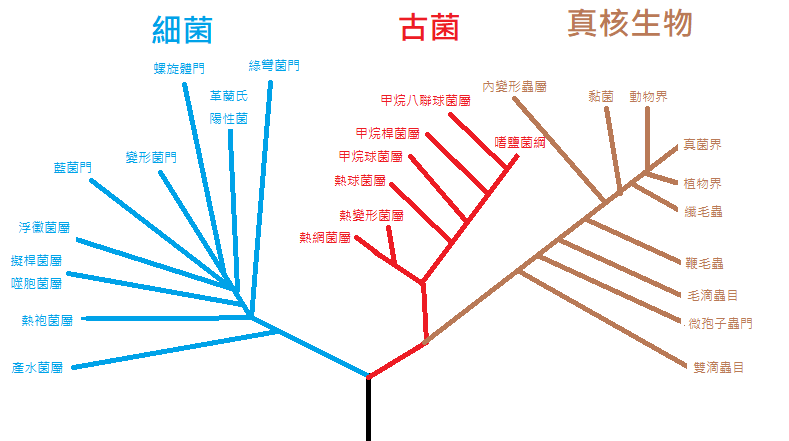 細菌
古菌
真核生物
螺旋體門
綠彎菌門
革蘭氏
陽性菌
變形菌門
藍菌門
浮黴菌屬
擬桿菌屬
噬胞菌屬
熱袍菌屬
產水菌屬
甲烷八聯球菌屬
甲烷桿菌屬
嗜鹽菌綱
甲烷球菌屬
熱球菌屬
熱變形菌屬
熱網菌屬
內變形蟲屬
黏菌
動物界
真菌界
植物界
纖毛蟲
鞭毛蟲
毛滴蟲目
微孢子蟲門
雙滴蟲目